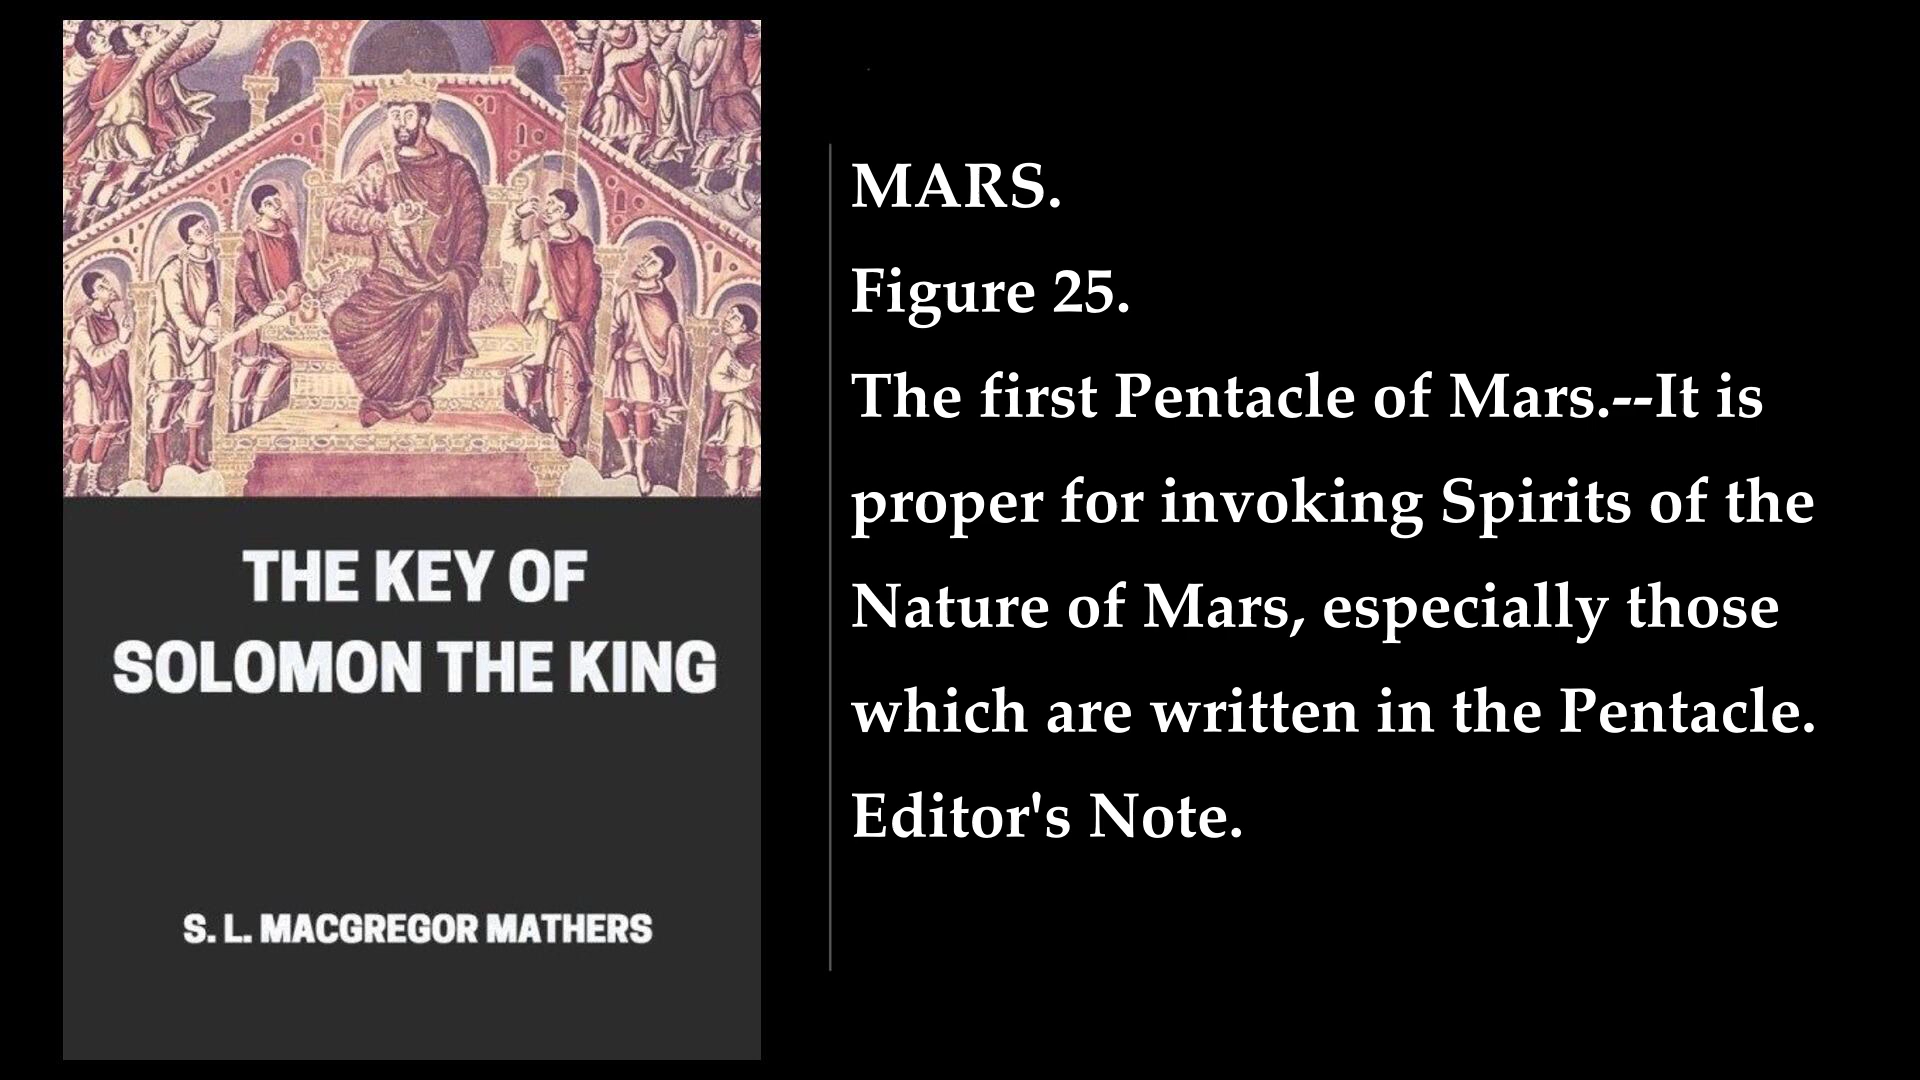 THE KEY OF
SOLOMON THE KING
S. L. MACGREGOR MATHERS
MARS.
Figure 25.
The first Pentacle of Mars.--It is
proper for invoking Spirits of the
Nature of Mars, especially those
which are written in the Pentacle.
Editor's Note.